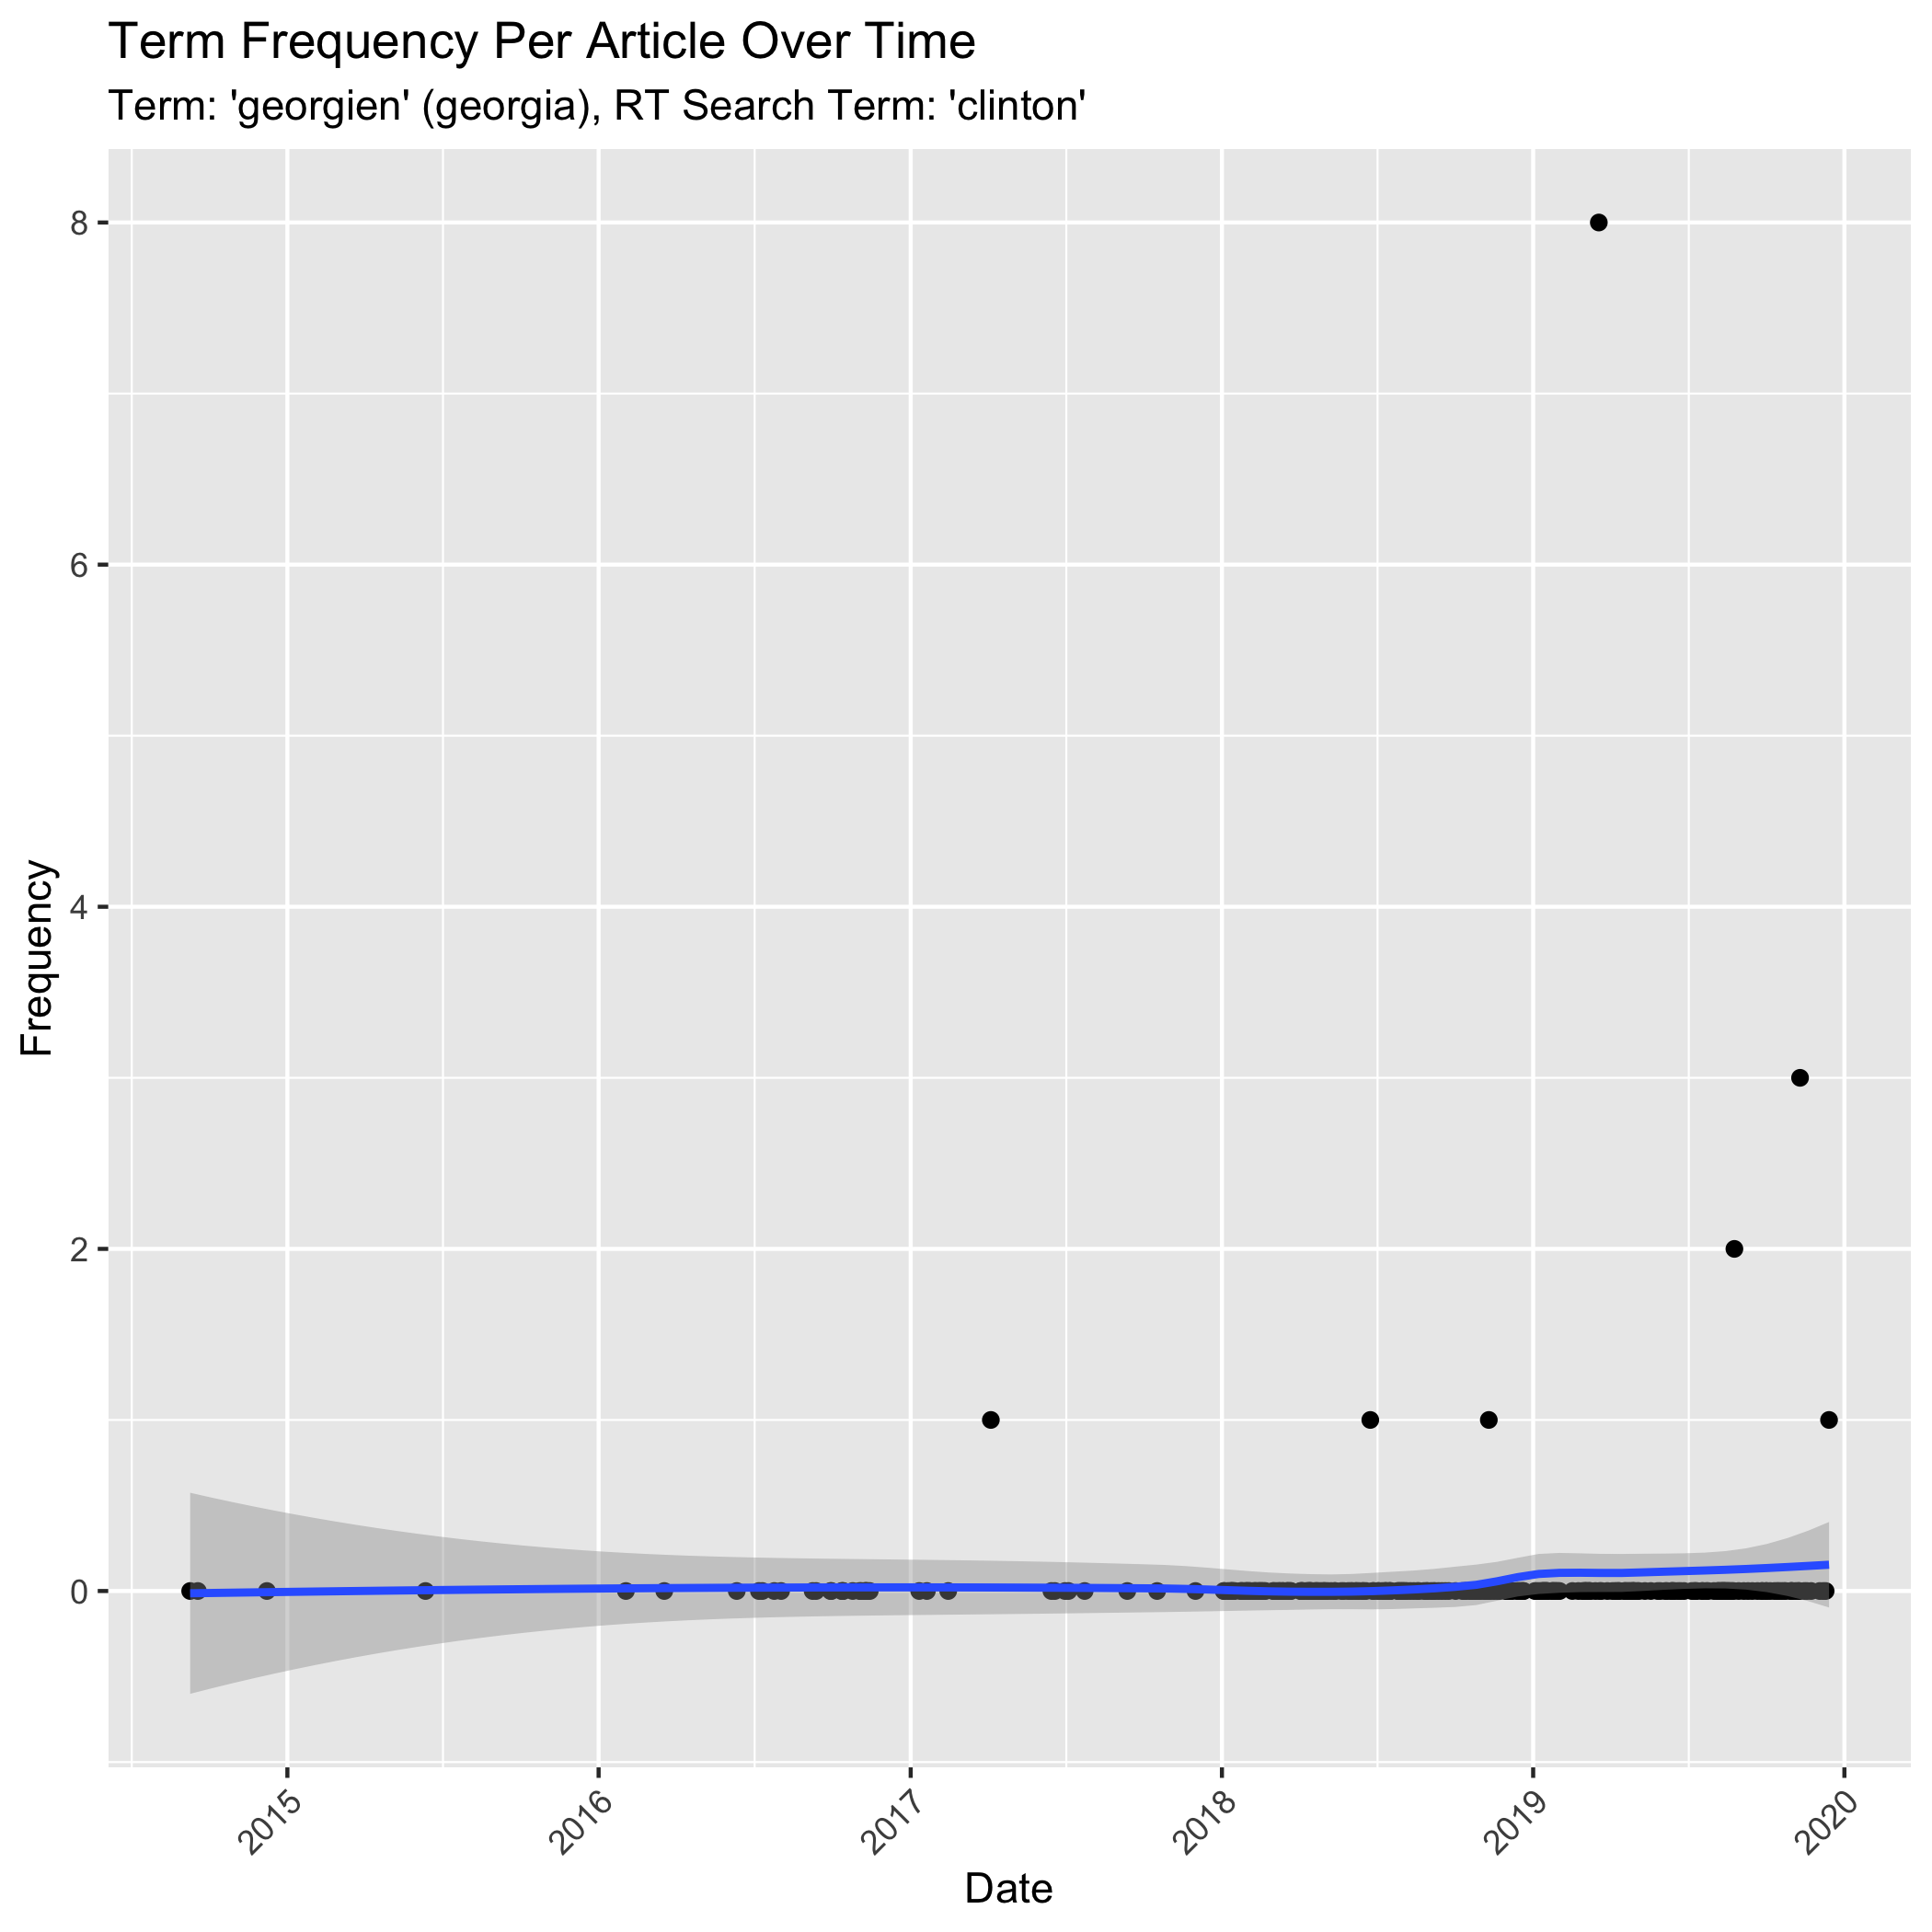 Term Frequency Per Article Over Time
Term: 'georgien' (georgia), RT Search Term: 'clinton'
8
6
4
2
0
Frequency
2015
2016
2017
2018
2019
2020
Date